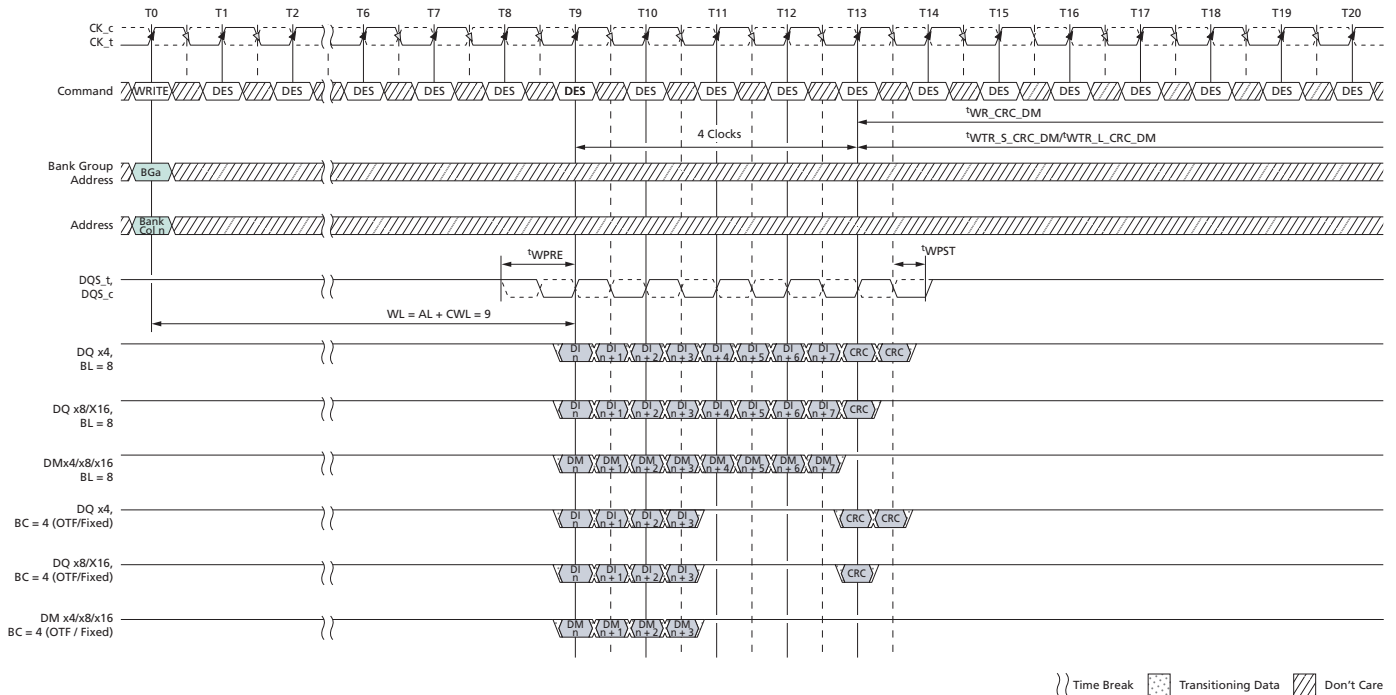 T0 T1 T2 T6 T7 T8 T9 T10 T11 T12 T13 T14 T15 T16 T17 T18 T19 T20
CK_c
CK_t
Command WRITE DES DES DES DES DES DES DES DES DES DES DES DES DES DES DES DES DES
tWR_CRC_DM
4 Clocks tWTR_S_CRC_DM/tWTR_L_CRC_DM
Bank Group
Address
BGa
Address
Bank
Col n
tWPRE tWPST
DQS_t,
DQS_c
WL = AL + CWL = 9
DQ x4,
BL = 8
DI n DI n + 1 DI n + 2 DI n + 3 DI n + 4 DI n + 5 DI n + 6 DI n + 7 CRC CRC
DQ x8/X16,
BL = 8
DI n DI n + 1 DI n + 2 DI n + 3 DI n + 4 DI n + 5 DI n + 6 DI n + 7 CRC
DMx4/x8/x16
BL = 8
DM n DM n + 1 DM n + 2 DM n + 3 DM n + 4 DM n + 5 DM n + 6 DM n + 7
DQ x4,
BC = 4 (OTF/Fixed)
DI n DI n + 1 DI n + 2 DI n + 3 CRC CRC
DQ x8/X16,
BC = 4 (OTF/Fixed)
DI n DI n + 1 DI n + 2 DI n + 3 CRC
DM x4/x8/x16
BC = 4 (OTF / Fixed)
DM n DM n + 1 DM n + 2 DM n + 3
Time Break Transitioning Data Don't Care